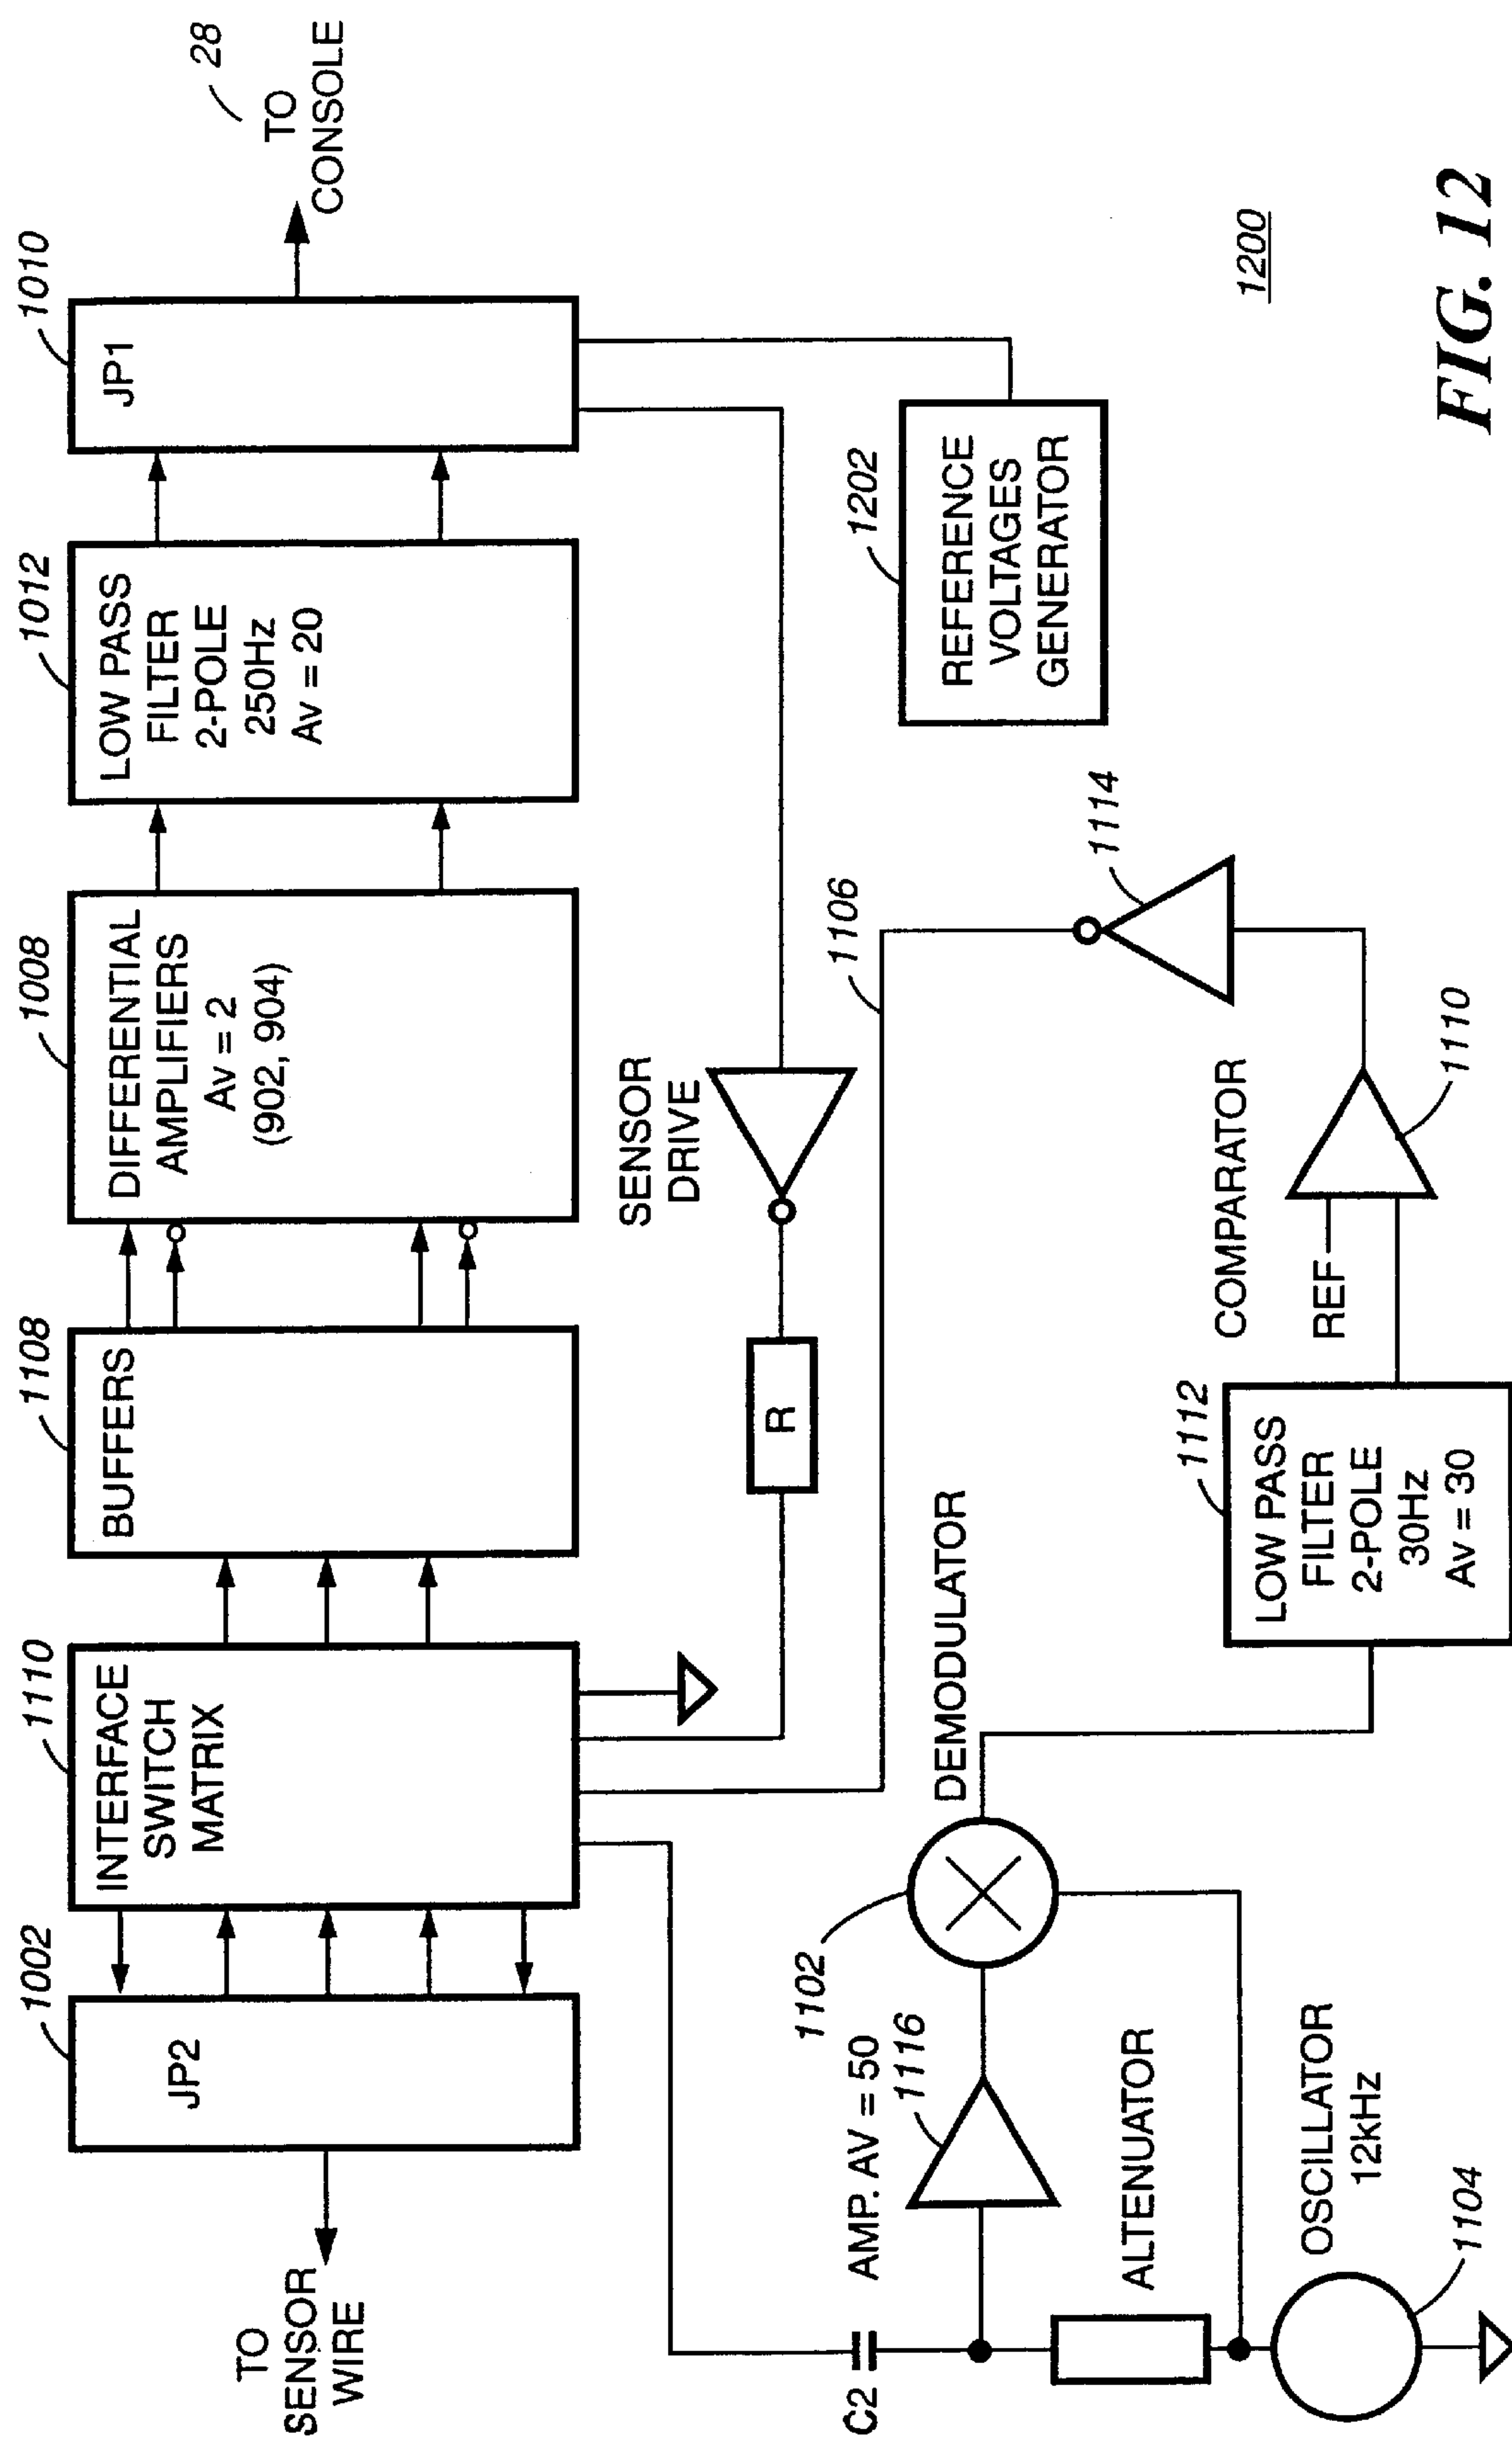 TO
SENSOR
WIRE
1002
JP2
1110
INTERFACE
SWITCH
MATRIX
1108
BUFFERS
1008
DIFFERENTIAL
AMPLIFIERS
Av = 2
(902, 904)
1012
LOW PASS
FILTER
2-POLE
250Hz
Av = 20
1010
JP1
28
TO
CONSOLE
SENSOR
DRIVE
R
1106
1202
REFERENCE
VOLTAGES
GENERATOR
C2
AMP. AV = 50
1116
1102
DEMODULATOR
ALTENUATOR
OSCILLATOR
12kHz
1104
1112
LOW PASS
FILTER
2-POLE
30Hz
Av = 30
COMPARATOR
REF
1110
1114
1200
FIG. 12